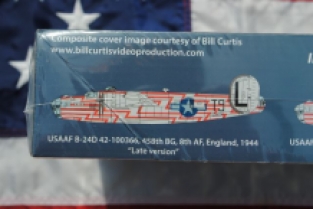 Composite cover image courtesy of Bill Curtis
www.billcurtisvideoproduction.com
USAAF B-24D 42-100366, 458th BG, 8th AF, England, 1944
"Late version"